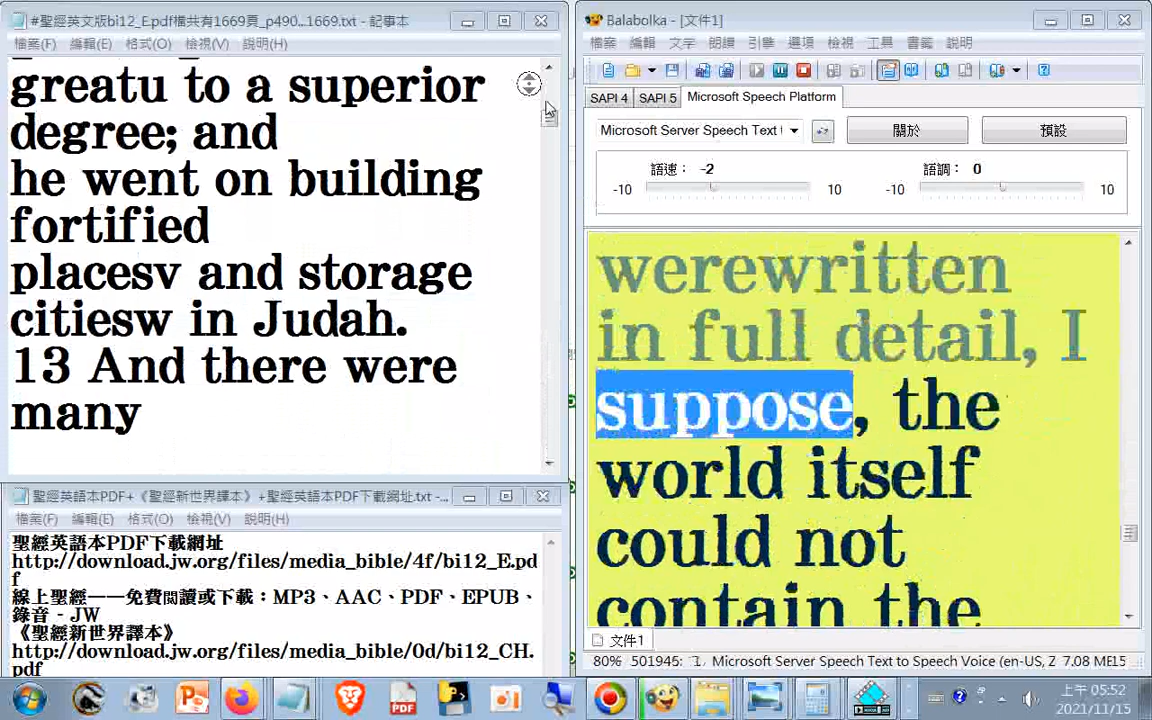 #聖經英文版bi12_E.pdf檔共有1669頁_p490...1669.txt - 記事本
檔案(F) 編輯(E) 格式(O) 檢視(V) 說明(H)
greatu to a superior
degree; and
he went on building
fortified
placesv and storage
citiesw in Judah.
13 And there were
many
聖經英語本PDF+《聖經新世界譯本》+聖經英語本PDF下載網址.txt -...
檔案(F) 編輯(E) 格式(O) 檢視(V) 說明(H)
聖經英語本PDF下載網址
http://download.jw.org/files/media_bible/4f/bi12_E.pd
f
線上聖經——免費閱讀或下載：MP3、AAC、PDF、EPUB、
錄音 - JW
《聖經新世界譯本》
http://download.jw.org/files/media_bible/0d/bi12_CH.
pdf
Balabolka - [文件1]
檔案 編輯 文字 朗讀 引擎 選項 檢視 工具 書籤 說明
SAPI 4 SAPI 5 Microsoft Speech Platform
Microsoft Server Speech Text 關於 預設
語速： -2 語調： 0
-10 10 -10 10
werewritten
in full detail, I
suppose, the
world itself
could not
contain the
文件1
80% 501945: Microsoft Server Speech Text to Speech Voice (en-US, Z 7.08 ME15
上午 05:52
2021/11/15